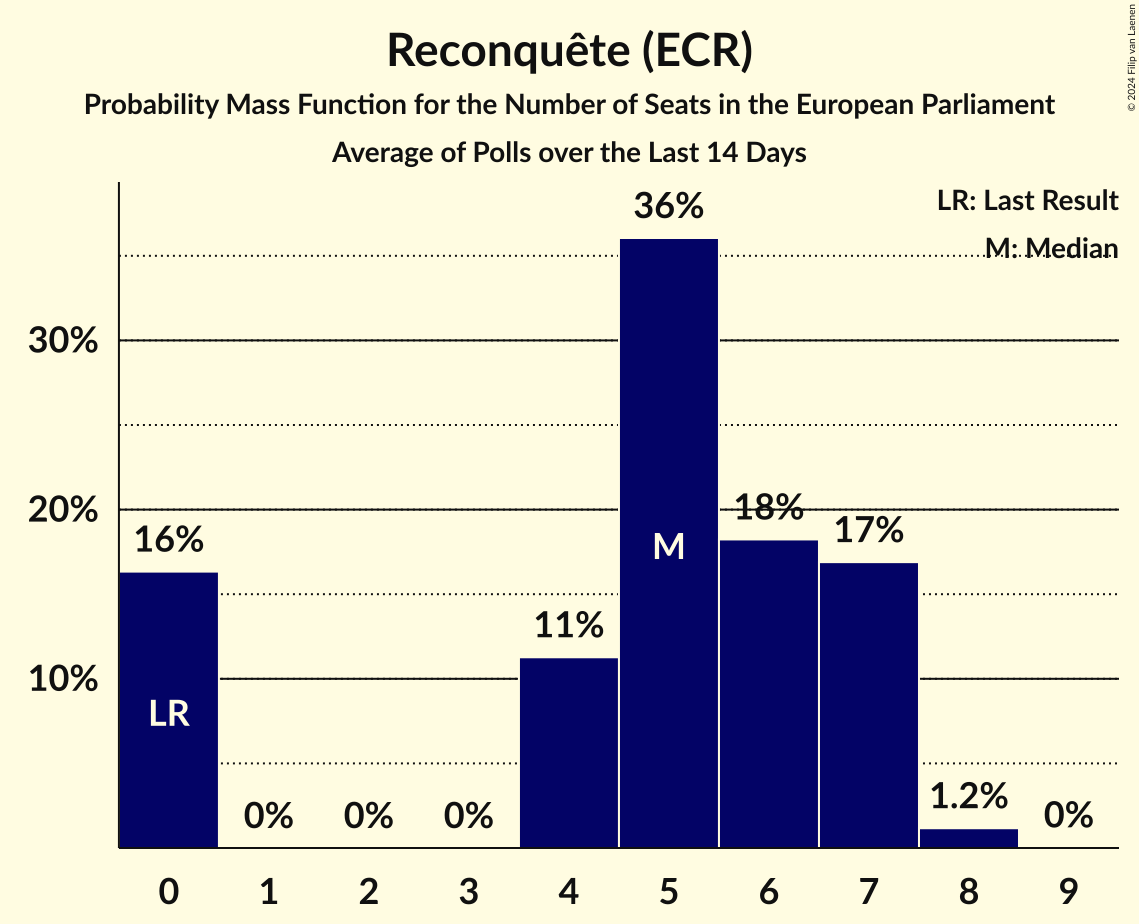 Reconquête (ECR)
Probability Mass Function for the Number of Seats in the European Parliament
Average of Polls over the Last 14 Days
© 2024 Filip van Laenen
LR: Last Result
M: Median
36%
30%
20%
18%
17%
16%
M
11%
10%
LR
1.2%
0% 0% 0% 0%
0 1 2 3 4 5 6 7 8 9